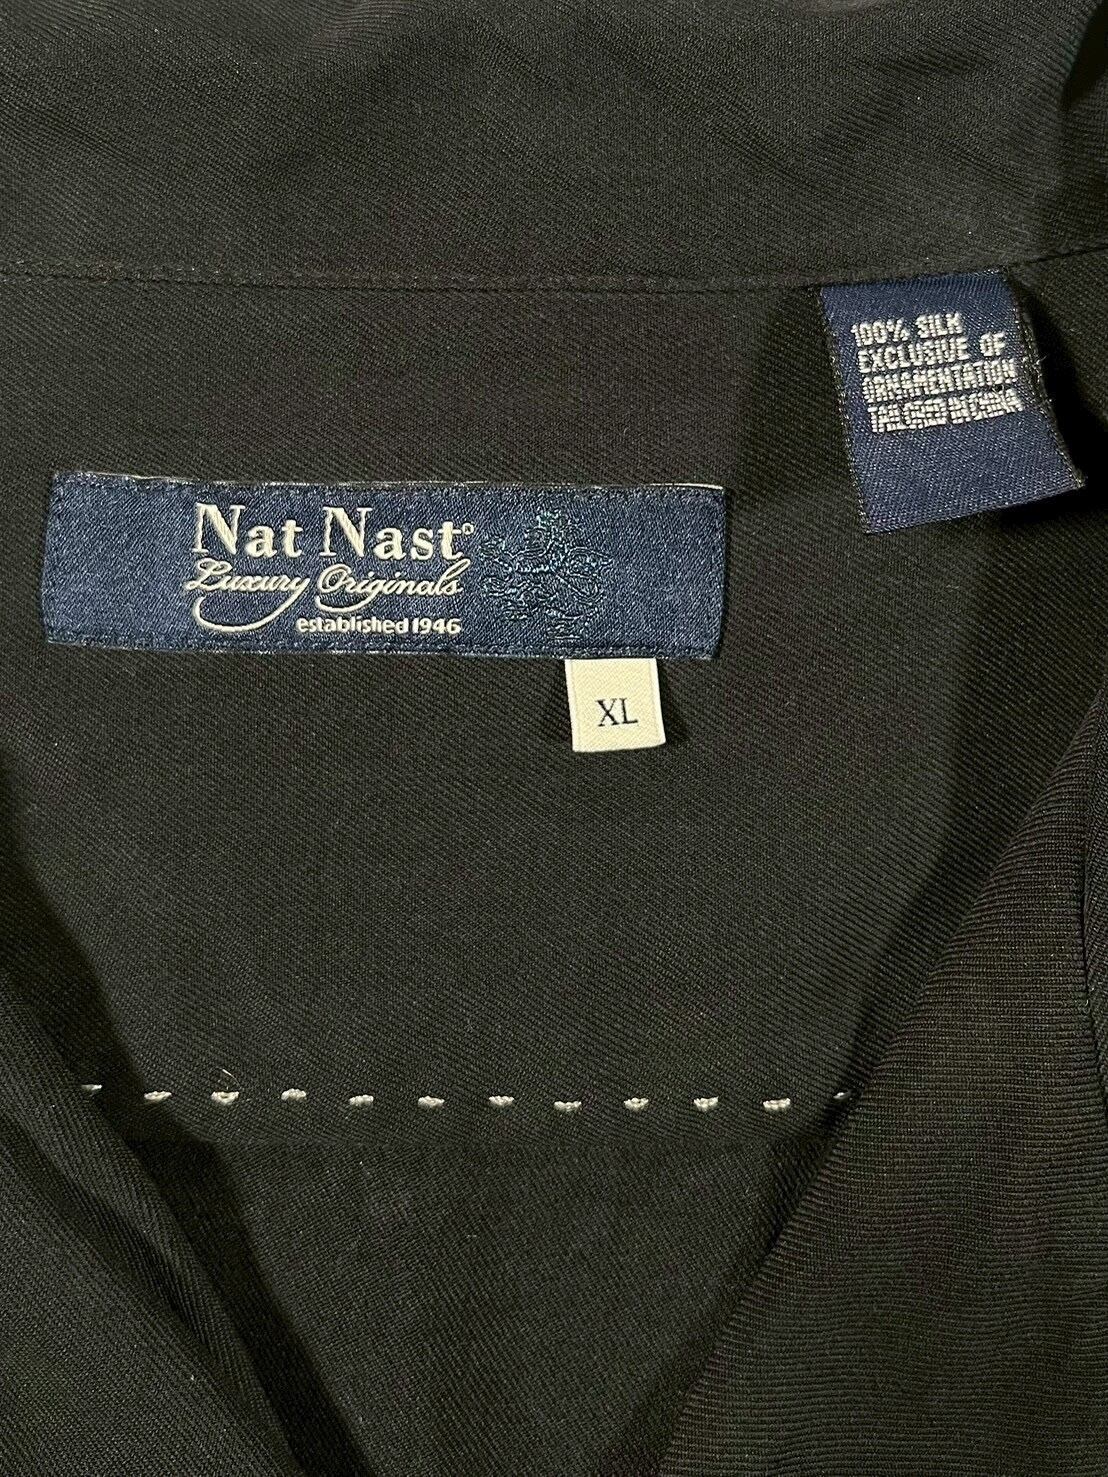 100% SILK
EXCLUSIVE OF
ORNAMENTATION
TAILORED IN CHINA
Nat Nast®
Luxury Originals
established 1946
XL